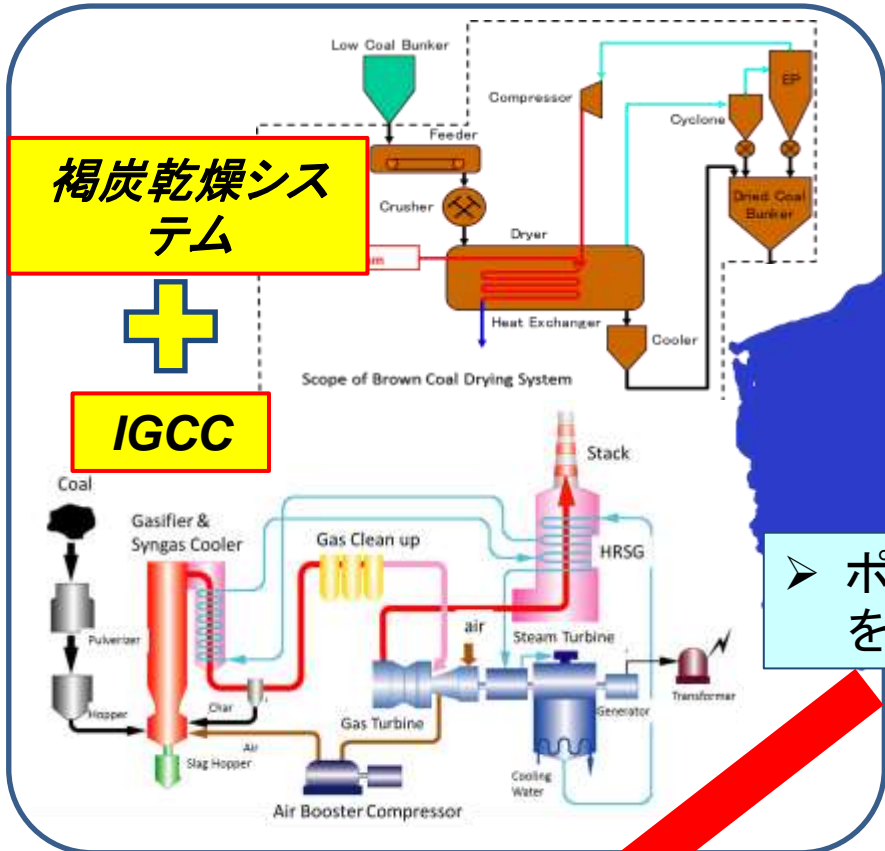 Low Coal Bunker
EP
Compressor
Cyclone
Feeder
褐炭乾燥シス
テム
Crusher
Dried Coal
Bunker
Dryer
Heat Exchanger
Cooler
Scope of Brown Coal Drying System
IGCC
Stack
Coal
Gasifier &
Syngas Cooler
Gas Clean up
HRSG
➢ ポ
を
air
Steam Turbine
Pulverizer
Transformer
Hopper
Char
Gas Turbine
Generator
Air
Slag Hopper
Cooling
Water
Air Booster Compressor